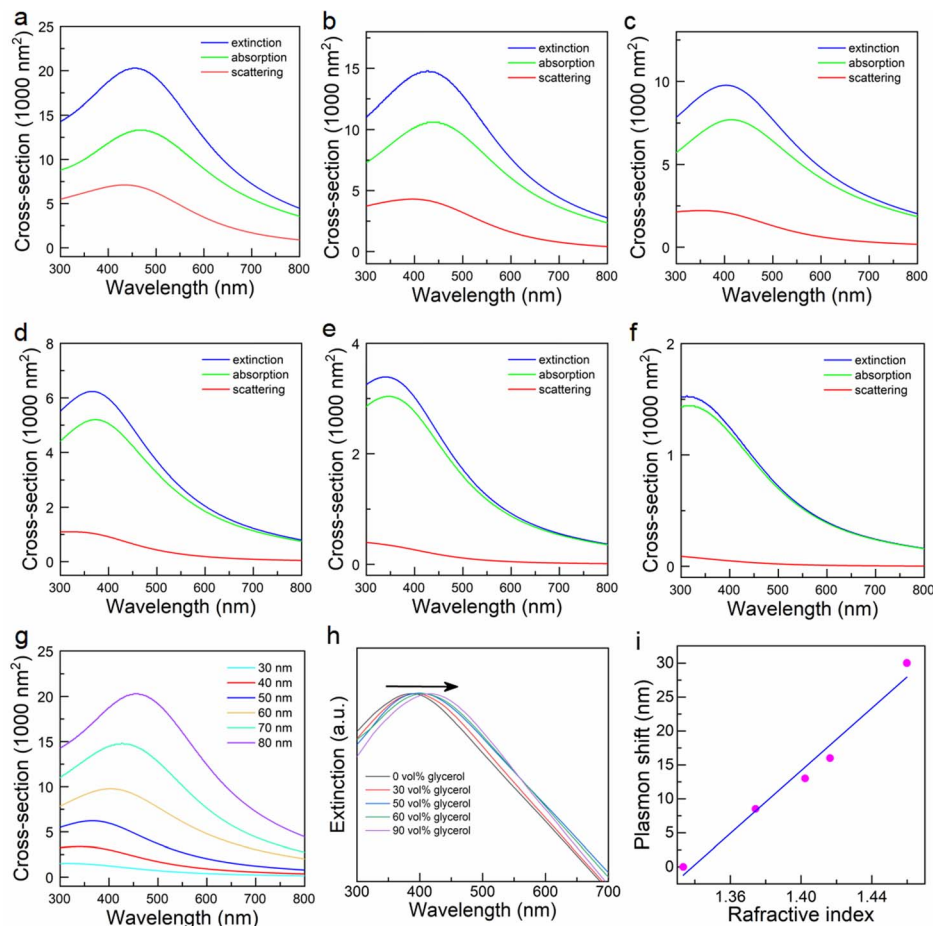 a
Cross-section (1000 nm²)
25
20
15
10
5
0
extinction
absorption
scattering
300 400 500 600 700 800
Wavelength (nm)
b
Cross-section (1000 nm²)
15
10
5
0
extinction
absorption
scattering
300 400 500 600 700 800
Wavelength (nm)
c
Cross-section (1000 nm²)
10
5
0
extinction
absorption
scattering
300 400 500 600 700 800
Wavelength (nm)
d
Cross-section (1000 nm²)
8
6
4
2
0
extinction
absorption
scattering
300 400 500 600 700 800
Wavelength (nm)
e
Cross-section (1000 nm²)
4
2
0
extinction
absorption
scattering
300 400 500 600 700 800
Wavelength (nm)
f
Cross-section (1000 nm²)
2
1
0
extinction
absorption
scattering
300 400 500 600 700 800
Wavelength (nm)
g
Cross-section (1000 nm²)
25
20
15
10
5
0
30 nm
40 nm
50 nm
60 nm
70 nm
80 nm
300 400 500 600 700 800
Wavelength (nm)
h
Extinction (a.u.)
0 vol% glycerol
30 vol% glycerol
50 vol% glycerol
60 vol% glycerol
90 vol% glycerol
300 400 500 600 700
Wavelength (nm)
i
Plasmon shift (nm)
30
25
20
15
10
5
0
1.36 1.40 1.44
Rafractive index